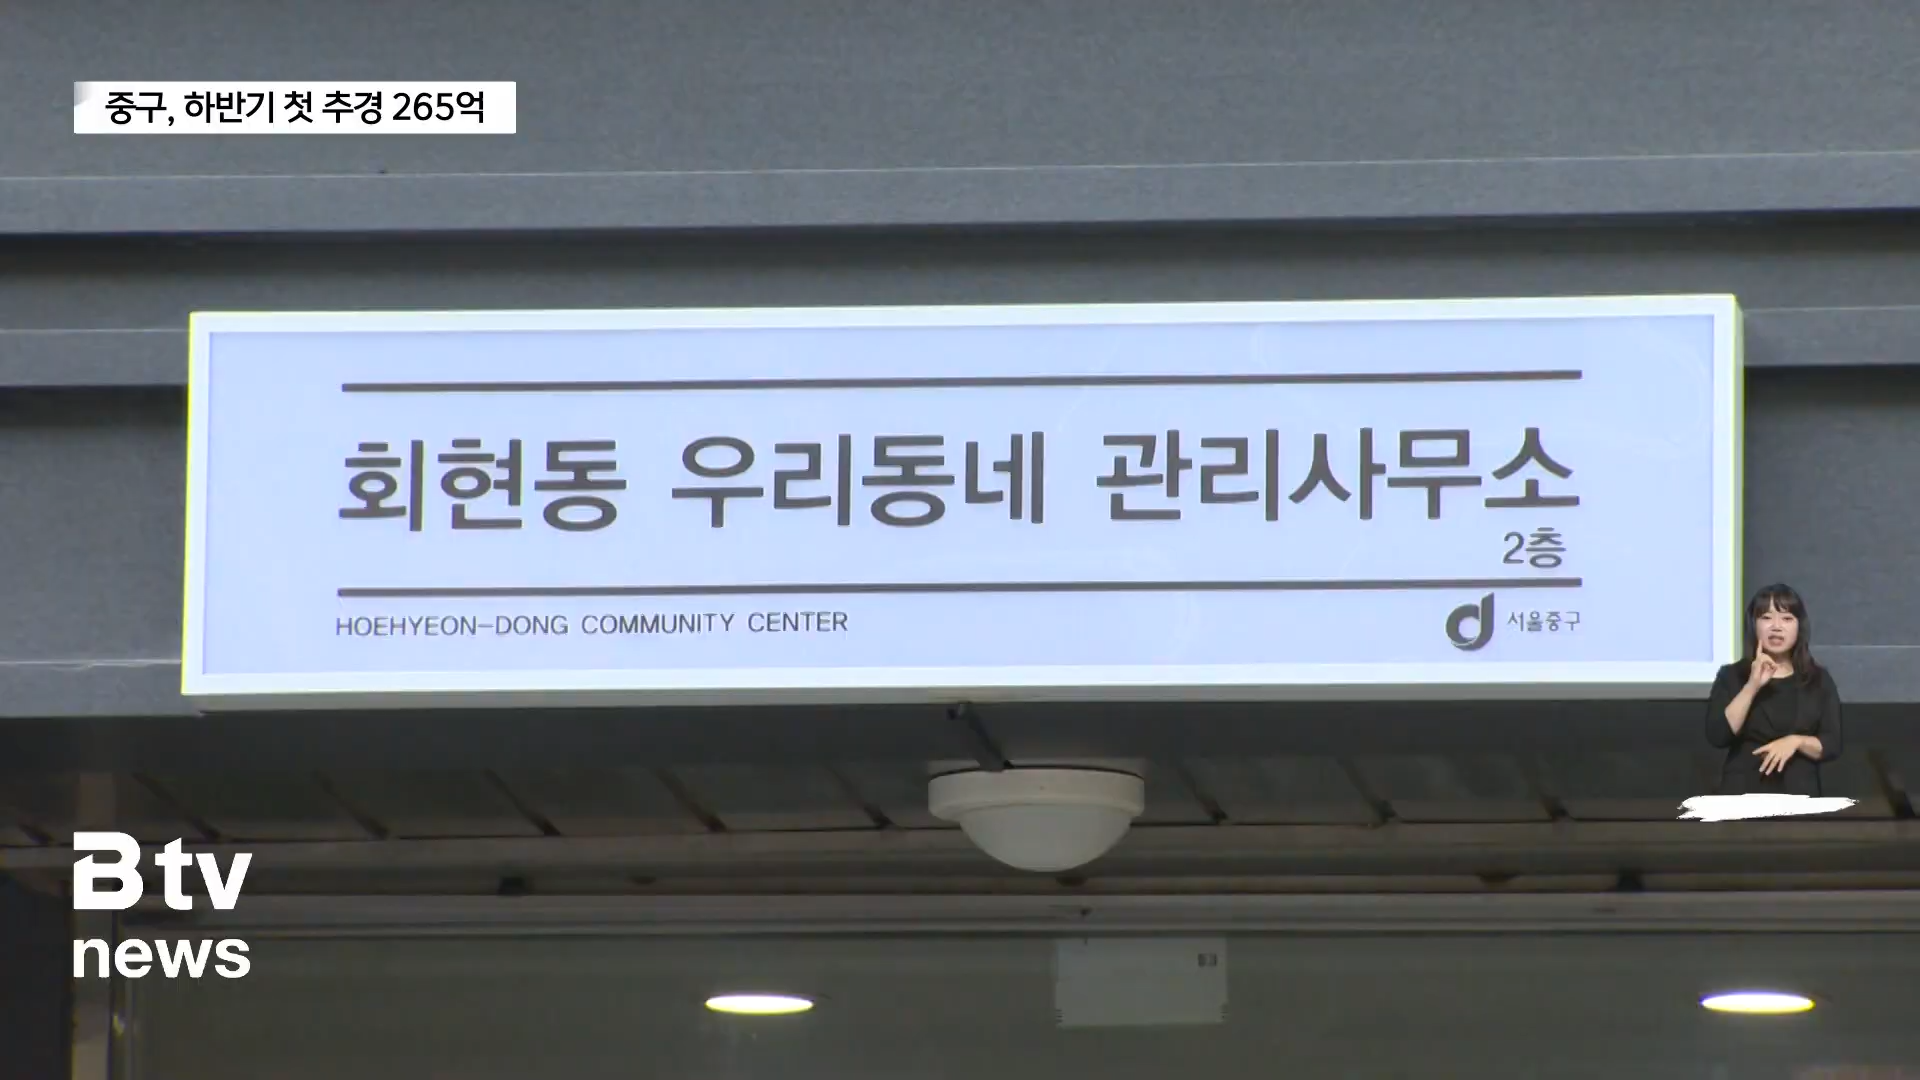 중구, 하반기 첫 추경 265억
회현동 우리동네 관리사무소
2층
HOEHYEON-DONG COMMUNITY CENTER
서울중구
B tv
news